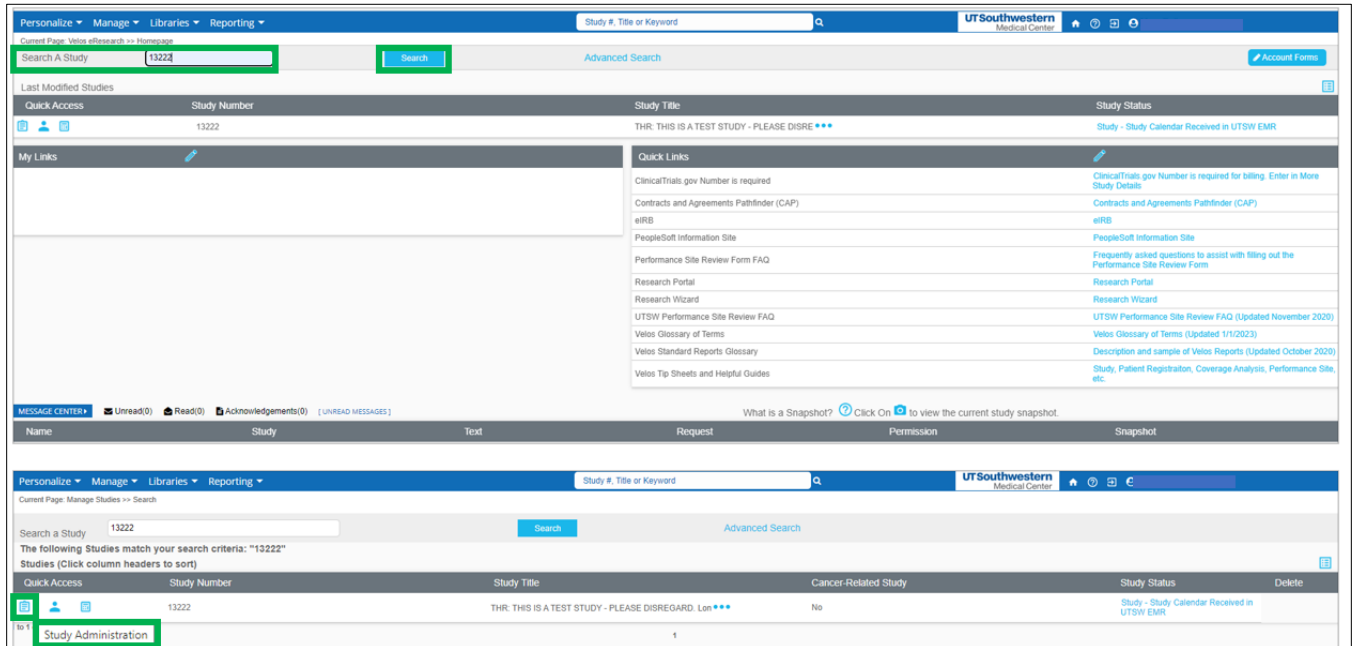 Personalize Manage Libraries Reporting Study #, Title or Keyword UTSouthwestern Medical Center
Current Page: Velos eResearch >> Homepage
Search A Study 13222 Search Advanced Search Account Forms
Last Modified Studies
Quick Access Study Number Study Title Study Status
13222 THR: THIS IS A TEST STUDY - PLEASE DISRE ••• Study - Study Calendar Received in UTSW EMR
My Links Quick Links
ClinicalTrials.gov Number is required ClinicalTrials.gov Number is required for billing. Enter in More
Study Details
Contracts and Agreements Pathfinder (CAP) Contracts and Agreements Pathfinder (CAP)
eIRB eIRB
PeopleSoft Information Site PeopleSoft Information Site
Performance Site Review Form FAQ Frequently asked questions to assist with filling out the
Performance Site Review Form
Research Portal Research Portal
Research Wizard Research Wizard
UTSW Performance Site Review FAQ UTSW Performance Site Review FAQ (Updated November 2020)
Velos Glossary of Terms Velos Glossary of Terms (Updated 1/1/2023)
Velos Standard Reports Glossary Description and sample of Velos Reports (Updated October 2020)
Velos Tip Sheets and Helpful Guides Study, Patient Registraiton, Coverage Analysis, Performance Site,
etc.
MESSAGE CENTER Unread(0) Read(0) Acknowledgements(0) [ UNREAD MESSAGES ] What is a Snapshot? Click On to view the current study snapshot.
Name Study Text Request Permission Snapshot
Personalize Manage Libraries Reporting Study #, Title or Keyword UTSouthwestern Medical Center
Current Page: Manage Studies >> Search
Search a Study 13222 Search Advanced Search
The following Studies match your search criteria: "13222"
Studies (Click column headers to sort)
Quick Access Study Number Study Title Cancer-Related Study Study Status Delete
13222 THR: THIS IS A TEST STUDY - PLEASE DISREGARD. Lon ••• No Study - Study Calendar Received in
UTSW EMR
to 1 Study Administration 1